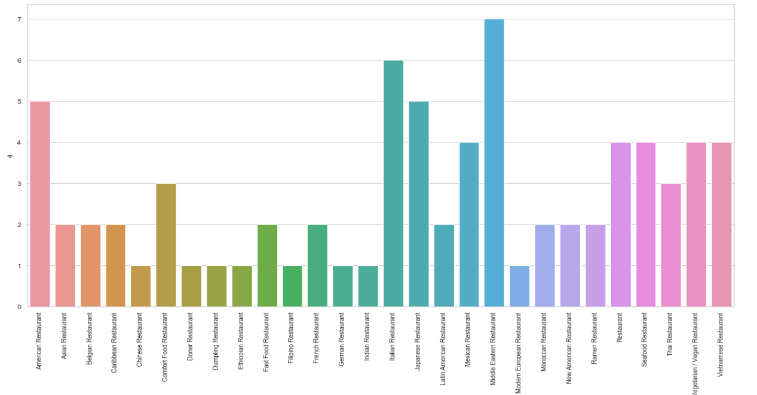 7
6
5
4
3
2
1
0
4
American Restaurant
Asian Restaurant
Belgian Restaurant
Caribbean Restaurant
Chinese Restaurant
Comfort Food Restaurant
Doner Restaurant
Dumpling Restaurant
Ethiopian Restaurant
Fast Food Restaurant
Filipino Restaurant
French Restaurant
German Restaurant
Indian Restaurant
Italian Restaurant
Japanese Restaurant
Latin American Restaurant
Mexican Restaurant
Middle Eastern Restaurant
Modern European Restaurant
Moroccan Restaurant
New American Restaurant
Ramen Restaurant
Restaurant
Seafood Restaurant
Thai Restaurant
/egetarian / Vegan Restaurant
Vietnamese Restaurant